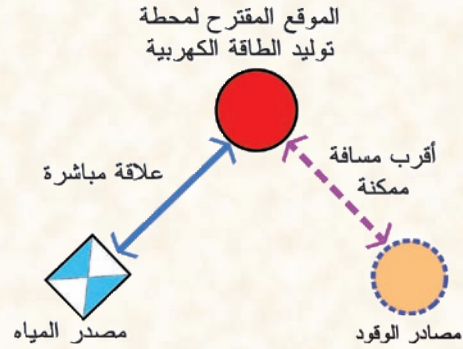 الموقع المقترح لمحطة
توليد الطاقة الكهربية
أقرب مسافة
ممكنة
علاقة مباشرة
مصادر الوقود
مصدر المياه